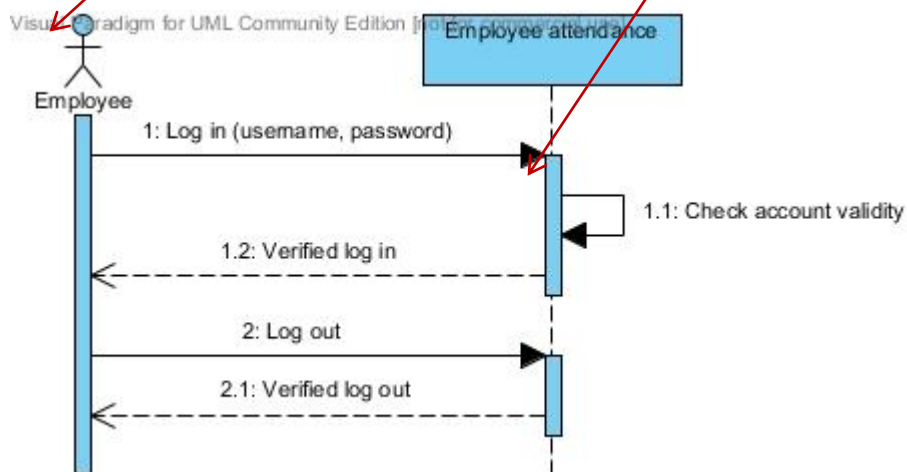 Visual Paradigm for UML Community Edition [not for commercial use]
Employee attendance
Employee
1: Log in (username, password)
1.1: Check account validity
1.2: Verified log in
2: Log out
2.1: Verified log out